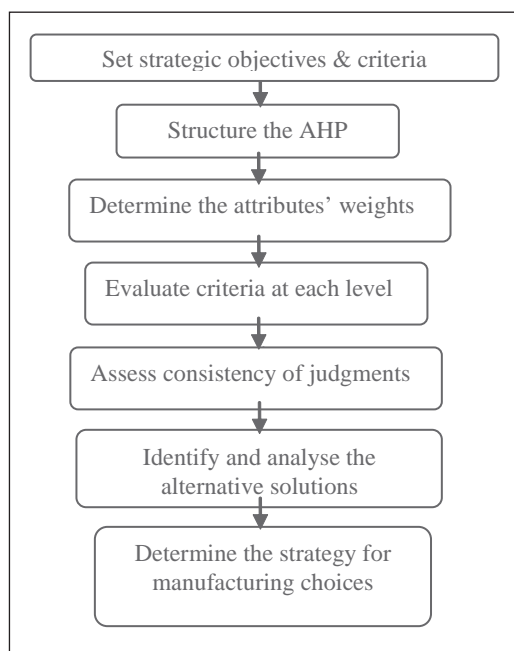 Set strategic objectives & criteria
Structure the AHP
Determine the attributes’ weights
Evaluate criteria at each level
Assess consistency of judgments
Identify and analyse the
alternative solutions
Determine the strategy for
manufacturing choices